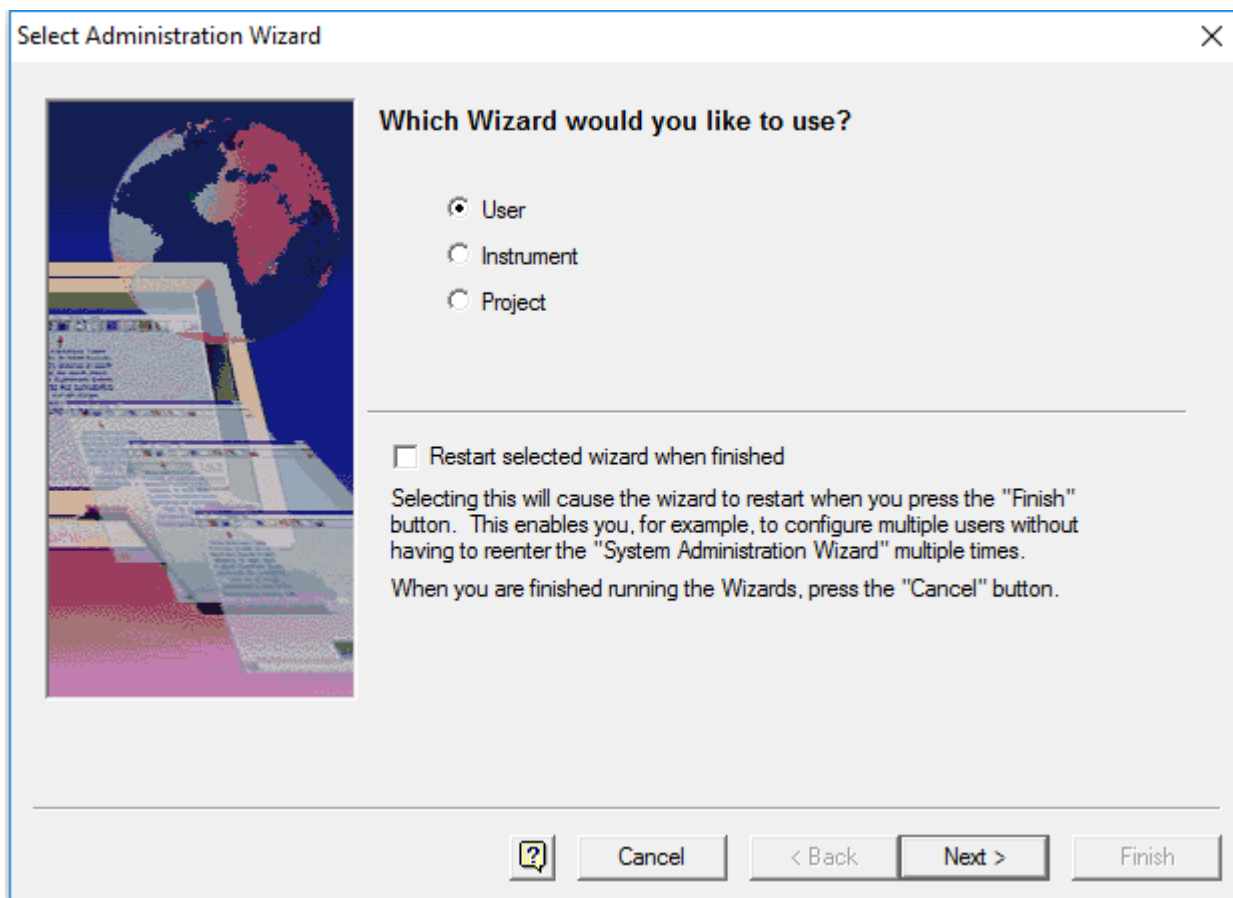 Select Administration Wizard
Which Wizard would you like to use?
User
Instrument
Project
Restart selected wizard when finished
Selecting this will cause the wizard to restart when you press the "Finish"
button. This enables you, for example, to configure multiple users without
having to reenter the "System Administration Wizard" multiple times.
When you are finished running the Wizards, press the "Cancel" button.
?
Cancel
< Back
Next >
Finish